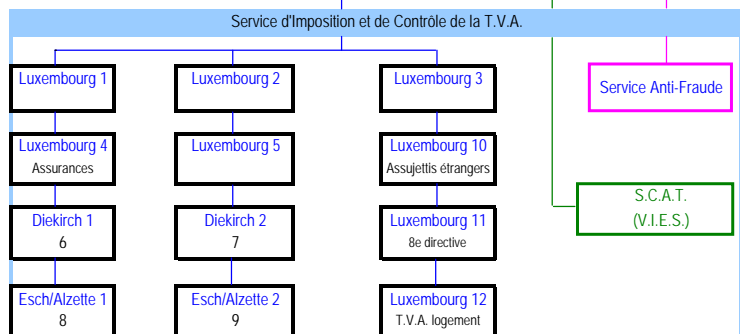 Service d'Imposition et de Contrôle de la T.V.A.
Luxembourg 1
Luxembourg 2
Luxembourg 3
Service Anti-Fraude
Luxembourg 4
Assurances
Luxembourg 5
Luxembourg 10
Assujettis étrangers
S.C.A.T.
(V.I.E.S.)
Diekirch 1
6
Diekirch 2
7
Luxembourg 11
8e directive
Esch/Alzette 1
8
Esch/Alzette 2
9
Luxembourg 12
T.V.A. logement